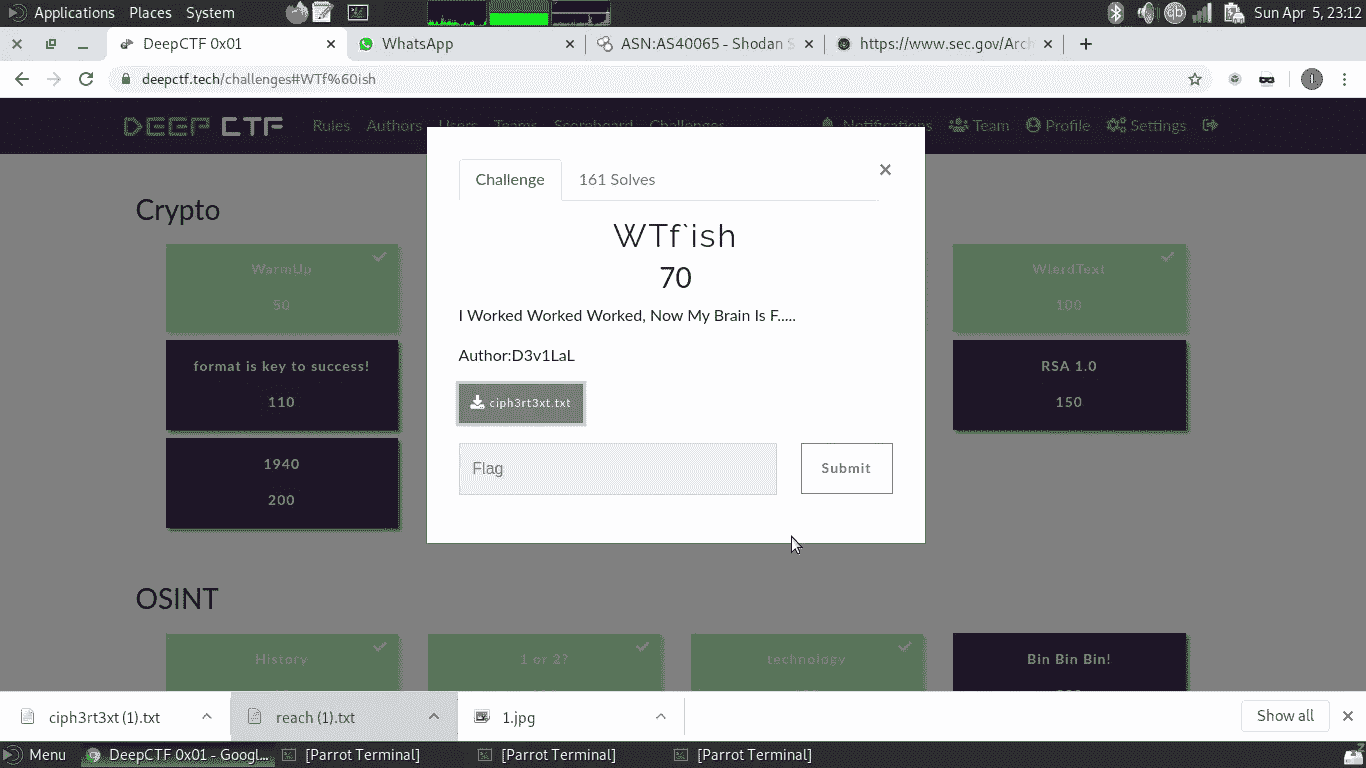 Applications Places System Sun Apr 5, 23:12
DeepCTF 0x01 WhatsApp ASN:AS40065 - Shodan S https://www.sec.gov/Arch
deepctf.tech/challenges#WTf%60ish
DEEP CTF Rules Authors Users Teams Scoreboard Challenges Notifications Team Profile Settings
Challenge 161 Solves
WTf`ish
70
I Worked Worked Worked, Now My Brain Is F.....
Author:D3v1LaL
ciph3rt3xt.txt
Flag Submit
Crypto
WarmUp
50
WierdText
100
format is key to success!
110
RSA 1.0
150
1940
200
OSINT
History 1 or 2? technology Bin Bin Bin!
ciph3rt3xt (1).txt reach (1).txt 1.jpg Show all
Menu DeepCTF 0x01 - Googl... [Parrot Terminal] [Parrot Terminal] [Parrot Terminal]